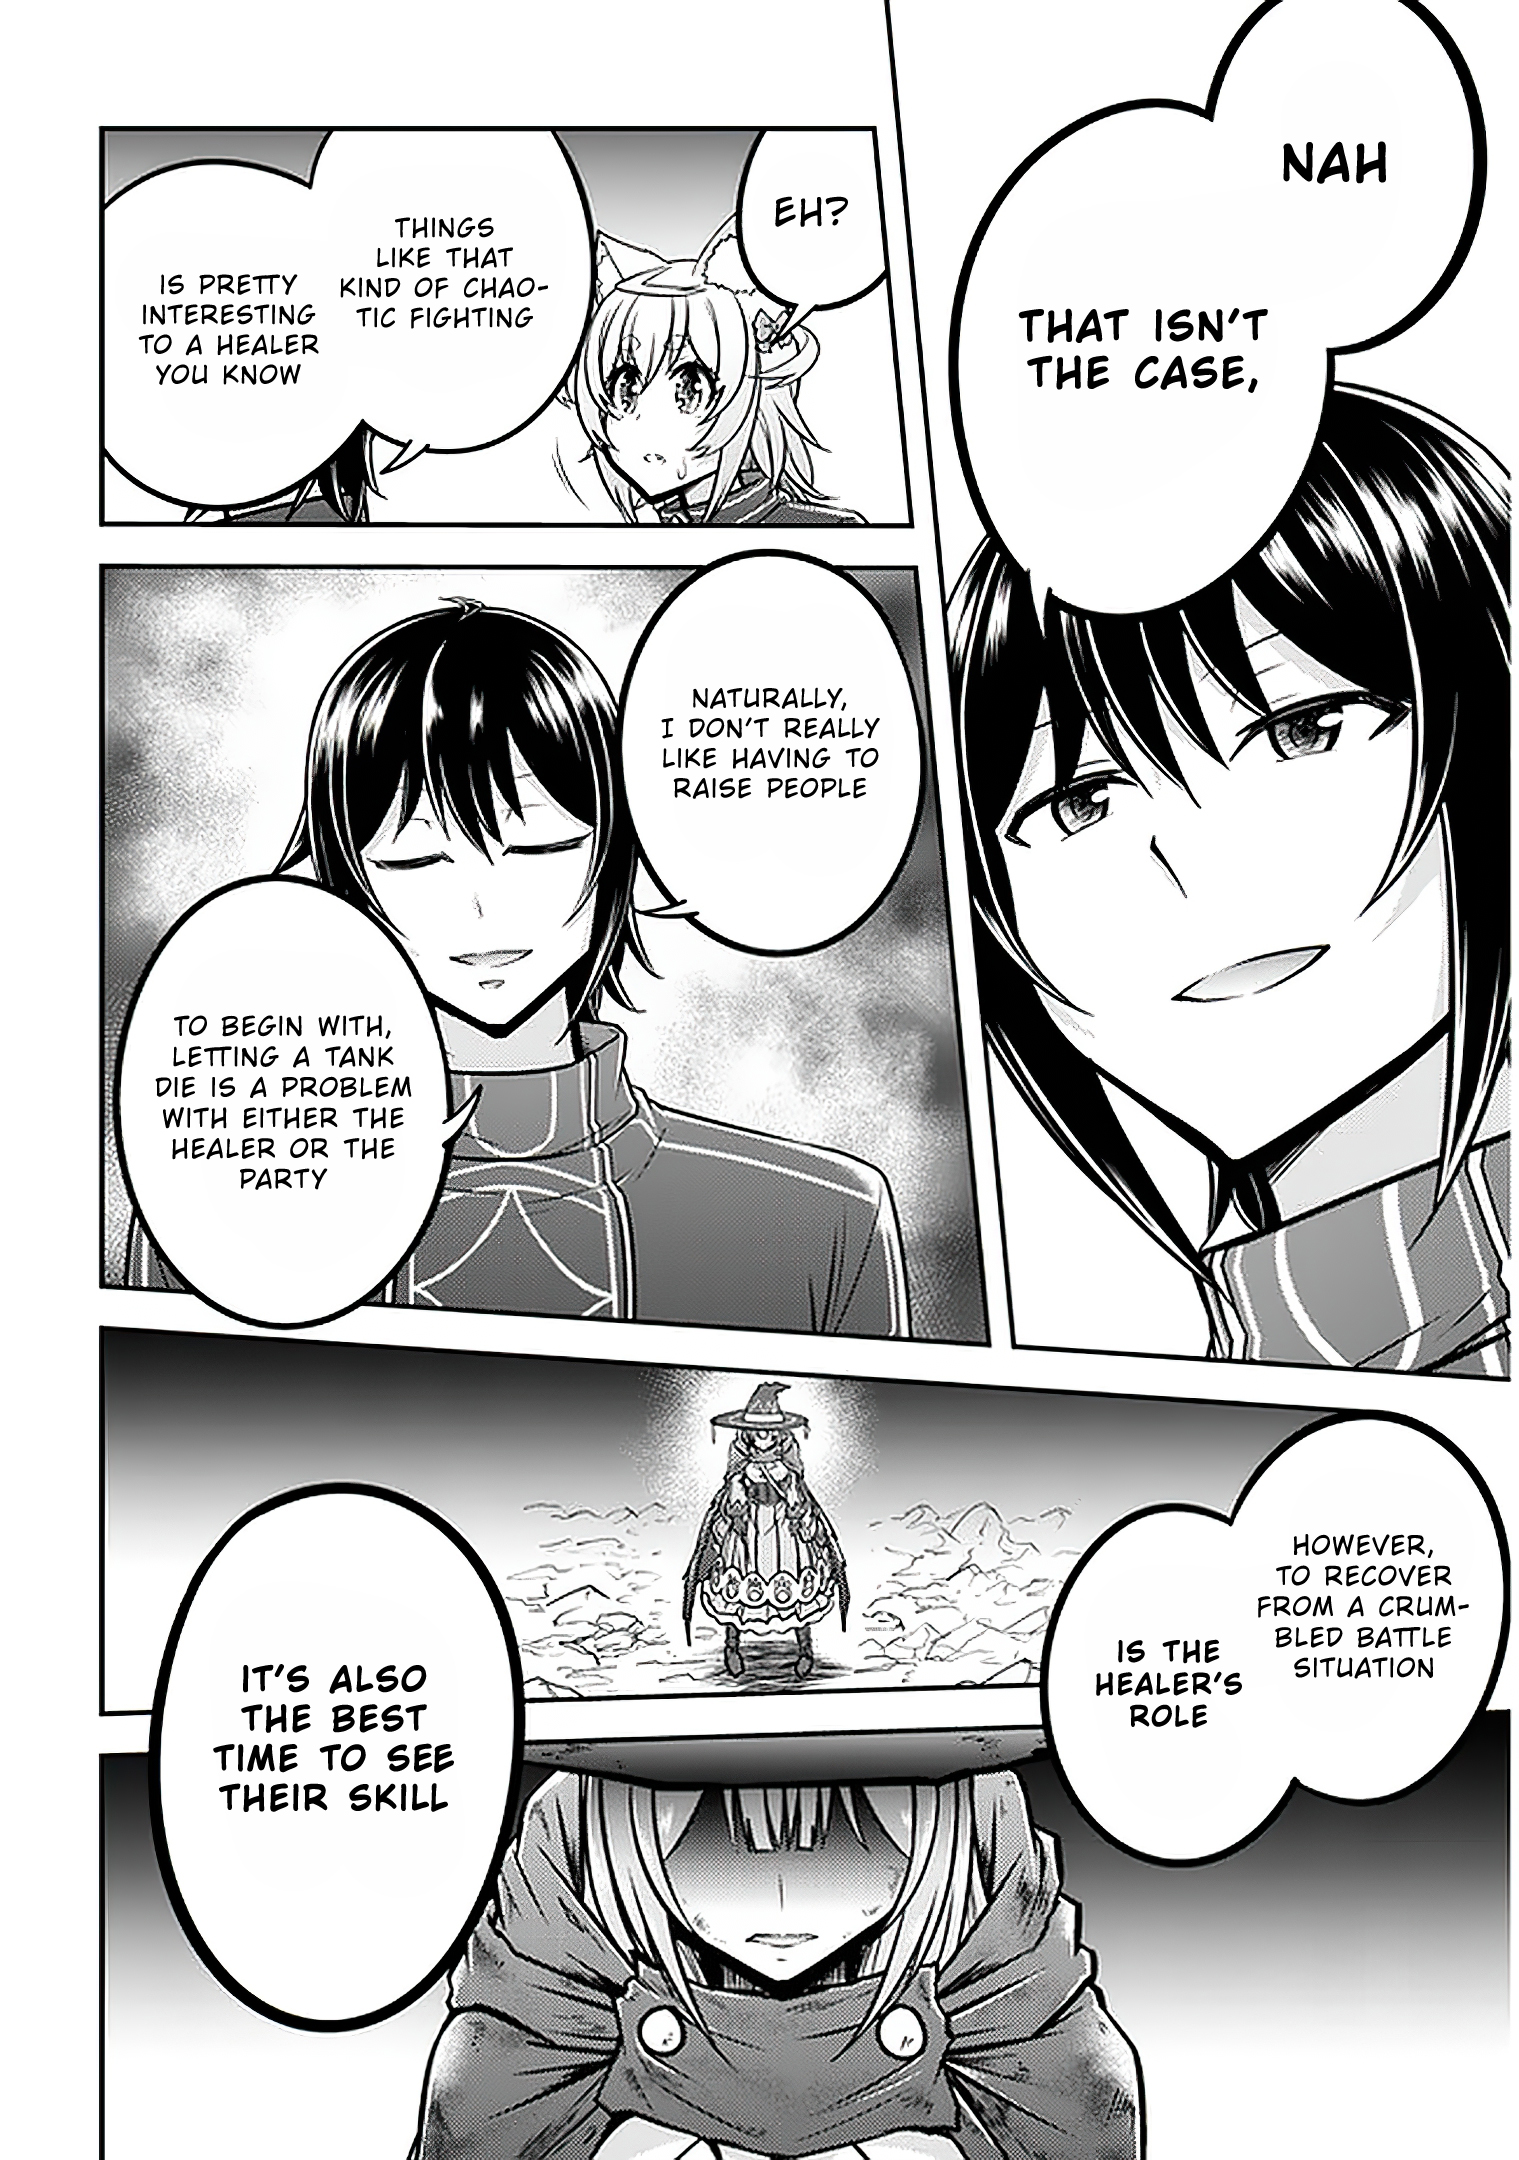 NAH
THAT ISN'T
THE CASE,
EH?
THINGS
LIKE THAT
KIND OF CHAO-
TIC FIGHTING
IS PRETTY
INTERESTING
TO A HEALER
YOU KNOW
NATURALLY,
I DON'T REALLY
LIKE HAVING TO
RAISE PEOPLE
TO BEGIN WITH,
LETTING A TANK
DIE IS A PROBLEM
WITH EITHER THE
HEALER OR THE
PARTY
HOWEVER,
TO RECOVER
FROM A CRUM-
BLED BATTLE
SITUATION
IS THE
HEALER'S
ROLE
IT'S ALSO
THE BEST
TIME TO SEE
THEIR SKILL